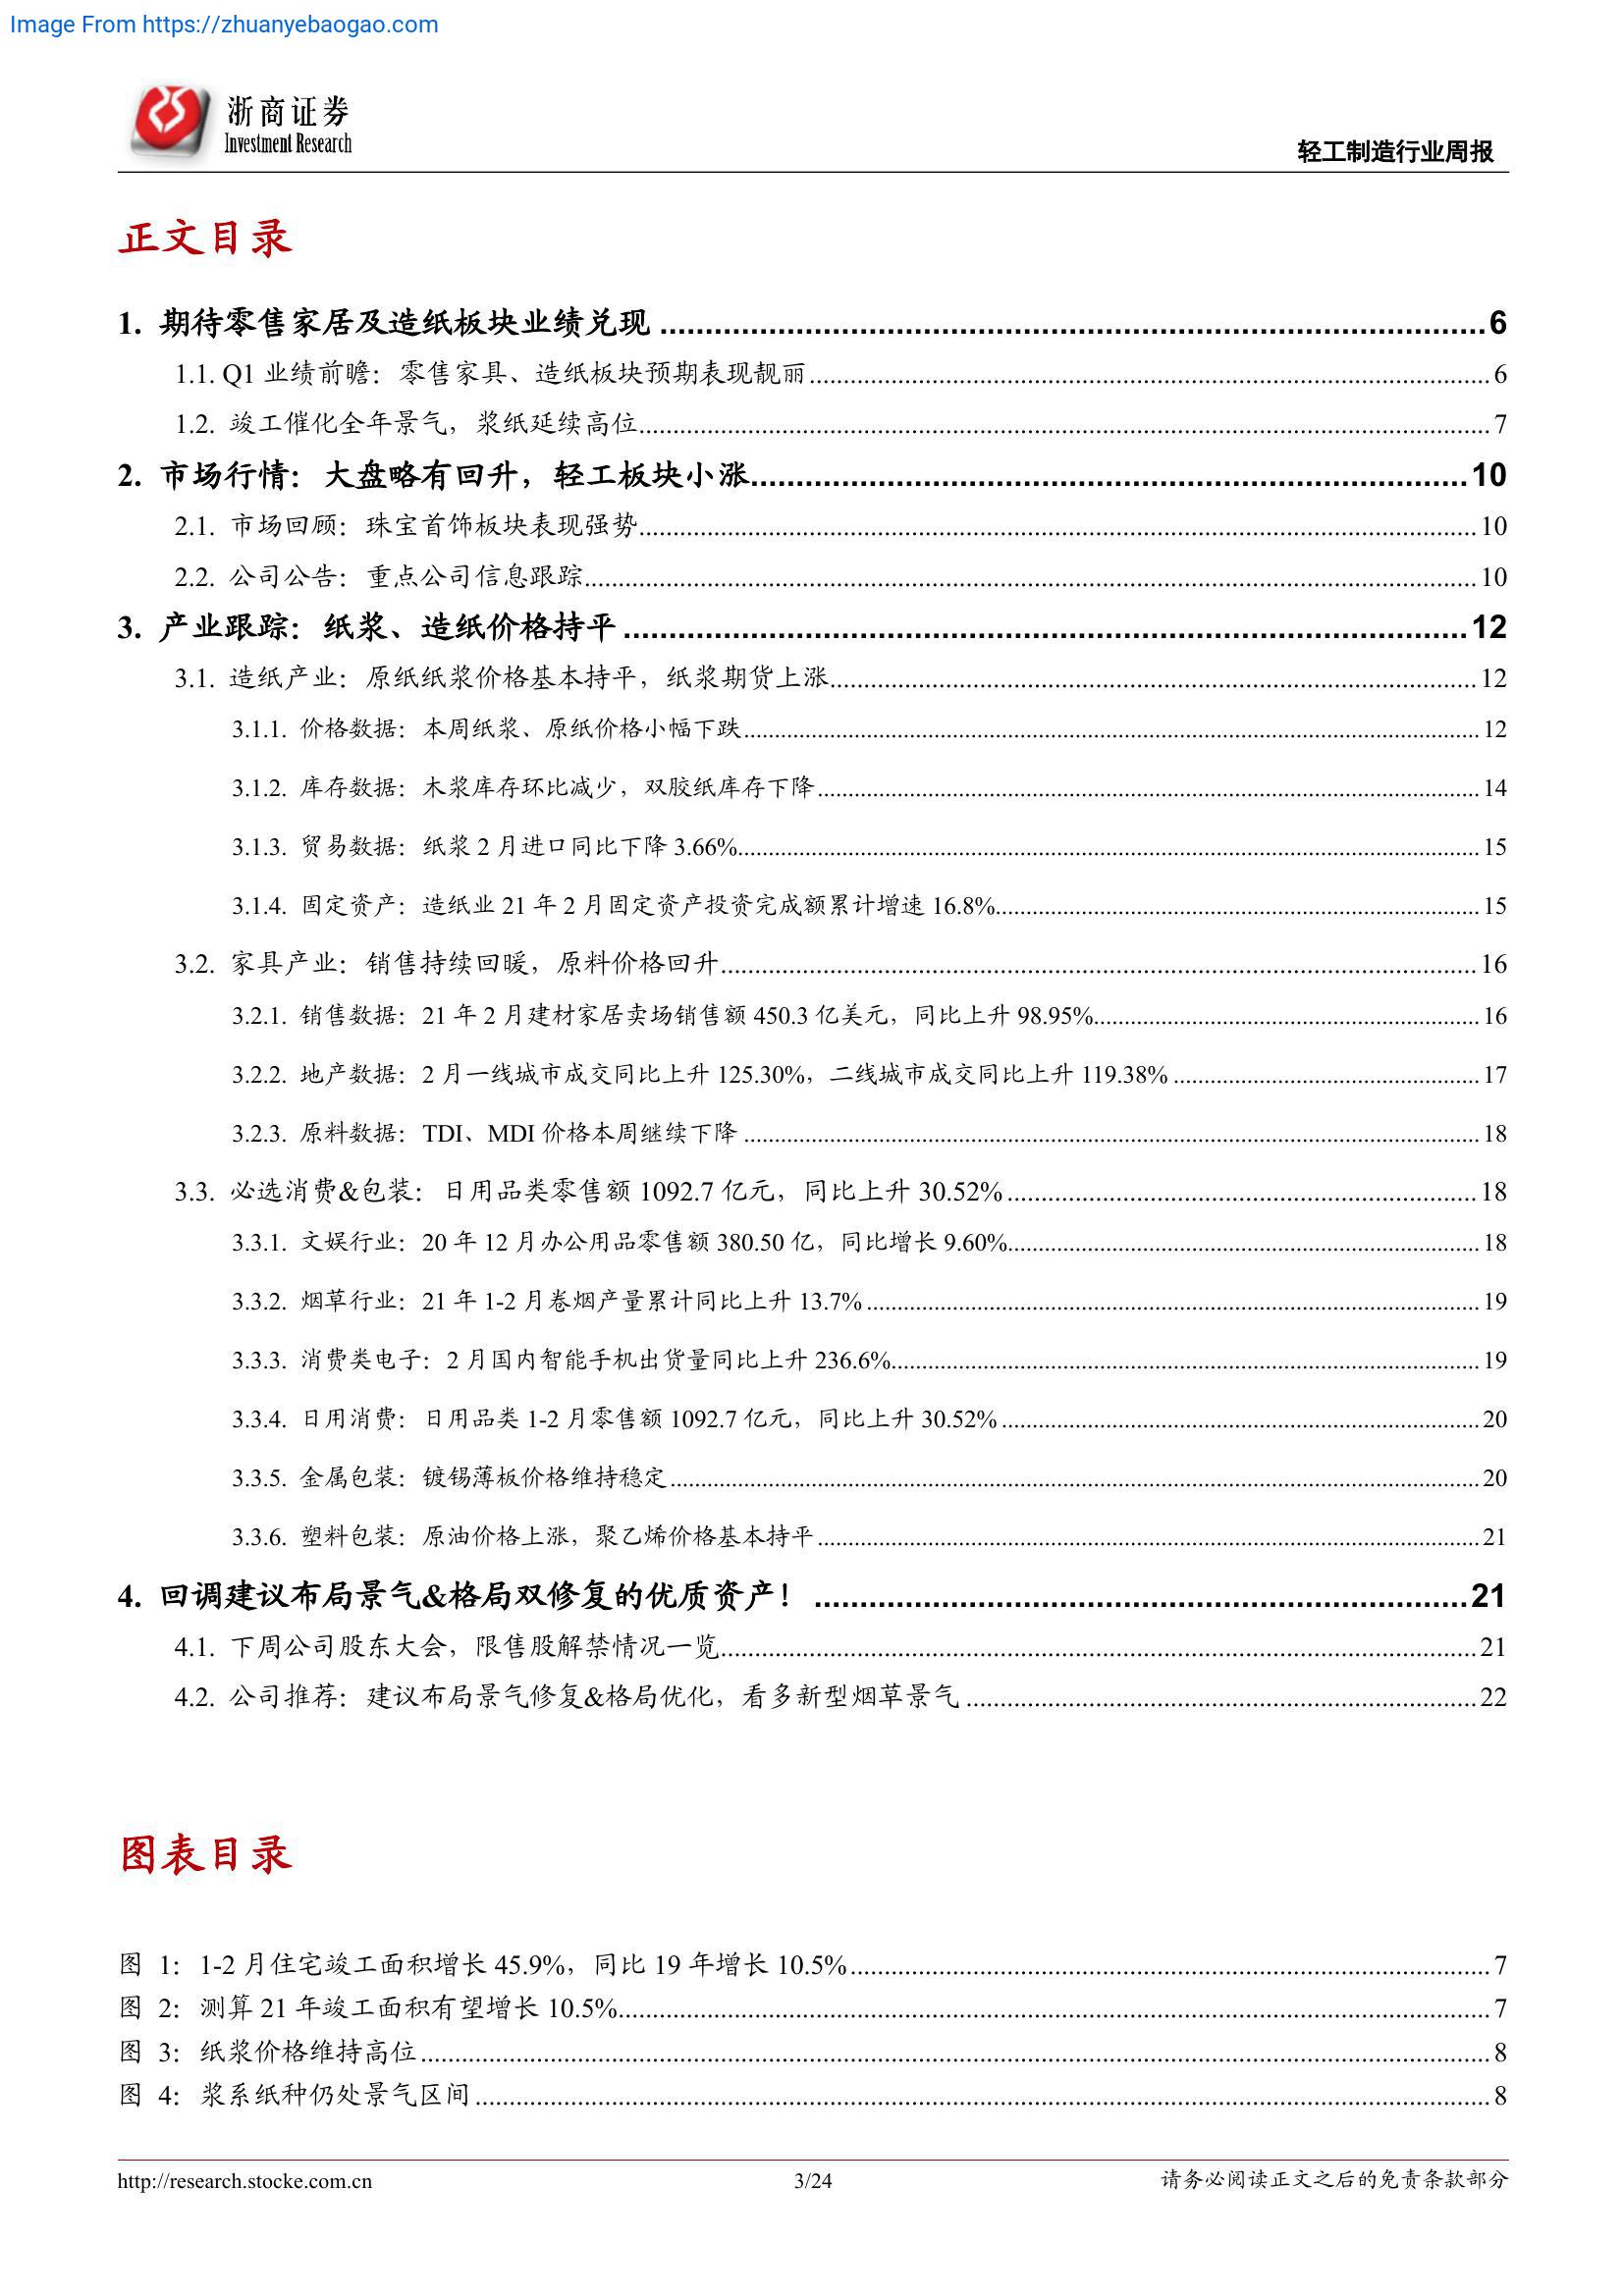 Image From https://zhuanyebaogao.com
浙商证券
Investment Research
轻工制造行业周报
正文目录
1. 期待零售家居及造纸板块业绩兑现 6
1.1. Q1 业绩前瞻：零售家具、造纸板块预期表现靓丽 6
1.2. 竣工催化全年景气，浆纸延续高位 7
2. 市场行情：大盘略有回升，轻工板块小涨 10
2.1. 市场回顾：珠宝首饰板块表现强势 10
2.2. 公司公告：重点公司信息跟踪 10
3. 产业跟踪：纸浆、造纸价格持平 12
3.1. 造纸产业：原纸纸浆价格基本持平，纸浆期货上涨 12
3.1.1. 价格数据：本周纸浆、原纸价格小幅下跌 12
3.1.2. 库存数据：木浆库存环比减少，双胶纸库存下降 14
3.1.3. 贸易数据：纸浆 2 月进口同比下降 3.66% 15
3.1.4. 固定资产：造纸业 21 年 2 月固定资产投资完成额累计增速 16.8% 15
3.2. 家具产业：销售持续回暖，原料价格回升 16
3.2.1. 销售数据：21 年 2 月建材家居卖场销售额 450.3 亿美元，同比上升 98.95% 16
3.2.2. 地产数据：2 月一线城市成交同比上升 125.30%，二线城市成交同比上升 119.38% 17
3.2.3. 原料数据：TDI、MDI 价格本周继续下降 18
3.3. 必选消费&包装：日用品类零售额 1092.7 亿元，同比上升 30.52% 18
3.3.1. 文娱行业：20 年 12 月办公用品零售额 380.50 亿，同比增长 9.60% 18
3.3.2. 烟草行业：21 年 1-2 月卷烟产量累计同比上升 13.7% 19
3.3.3. 消费类电子：2 月国内智能手机出货量同比上升 236.6% 19
3.3.4. 日用消费：日用品类 1-2 月零售额 1092.7 亿元，同比上升 30.52% 20
3.3.5. 金属包装：镀锡薄板价格维持稳定 20
3.3.6. 塑料包装：原油价格上涨，聚乙烯价格基本持平 21
4. 回调建议布局景气&格局双修复的优质资产！ 21
4.1. 下周公司股东大会，限售股解禁情况一览 21
4.2. 公司推荐：建议布局景气修复&格局优化，看多新型烟草景气 22
图表目录
图 1：1-2 月住宅竣工面积增长 45.9%，同比 19 年增长 10.5% 7
图 2：测算 21 年竣工面积有望增长 10.5% 7
图 3：纸浆价格维持高位 8
图 4：浆系纸种仍处景气区间 8
http://research.stocke.com.cn 3/24 请务必阅读正文之后的免责条款部分